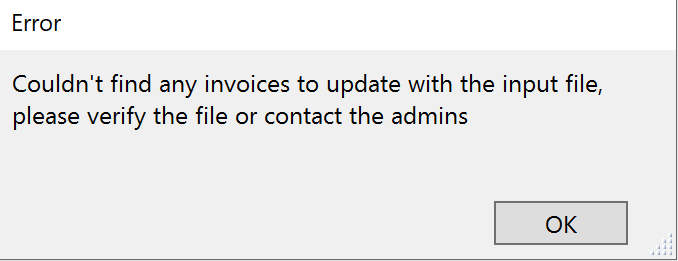 Error
Couldn't find any invoices to update with the input file,
please verify the file or contact the admins
OK